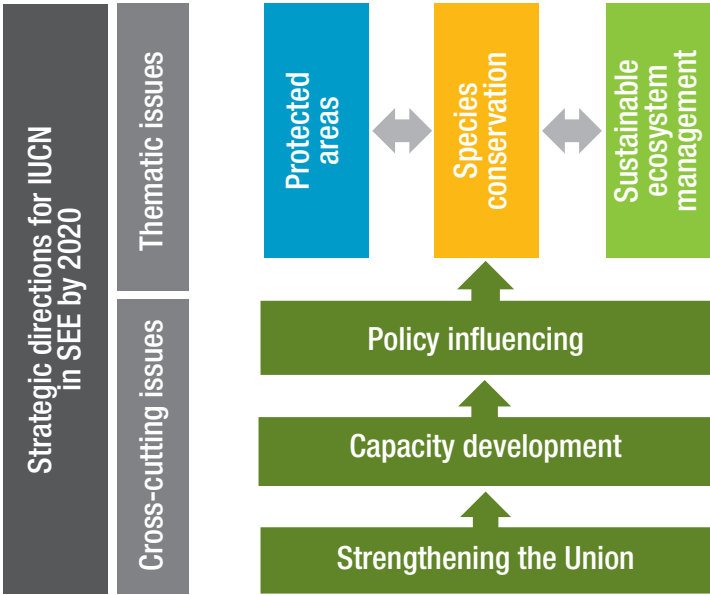 Strategic directions for IUCN
in SEE by 2020
Thematic issues
Cross-cutting issues
Protected
areas
Species
conservation
Sustainable
ecosystem
management
Policy influencing
Capacity development
Strengthening the Union